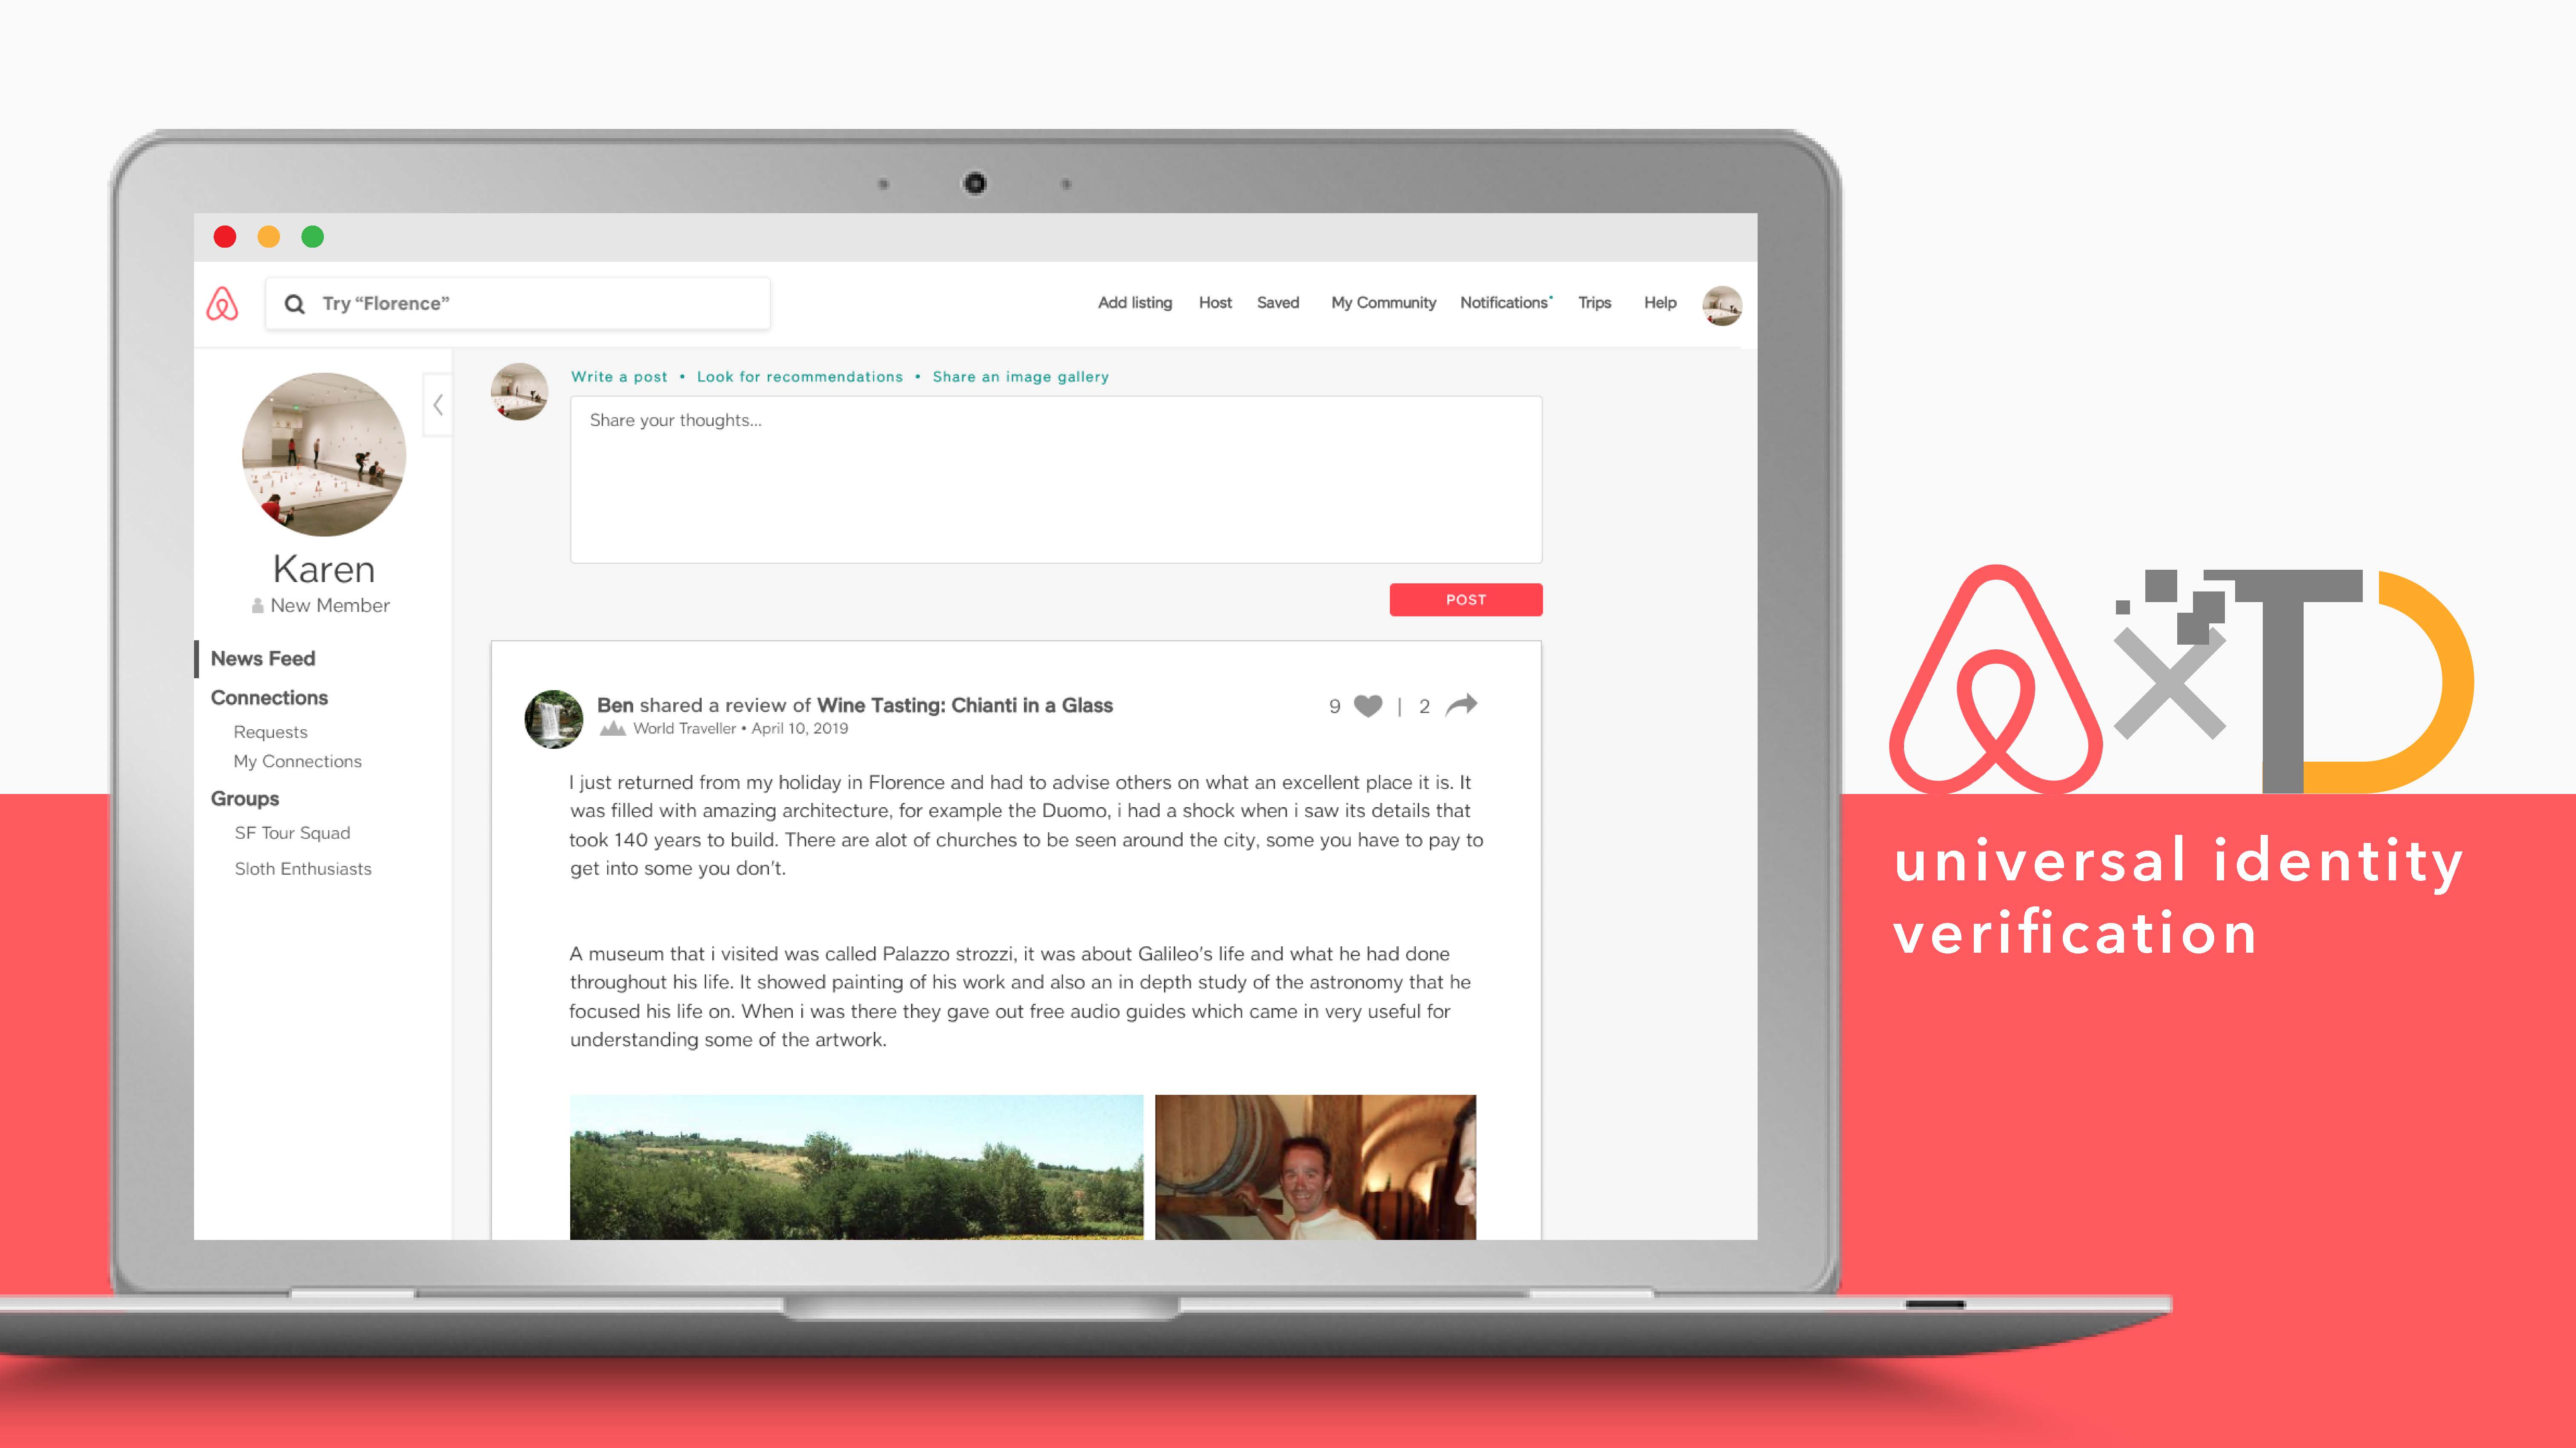 Try “Florence”
Add listing Host Saved My Community Notifications Trips Help
Karen
New Member
News Feed
Connections
Requests
My Connections
Groups
SF Tour Squad
Sloth Enthusiasts
Write a post • Look for recommendations • Share an image gallery
Share your thoughts...
POST
Ben shared a review of Wine Tasting: Chianti in a Glass
World Traveller • April 10, 2019
9 | 2
I just returned from my holiday in Florence and had to advise others on what an excellent place it is. It
was filled with amazing architecture, for example the Duomo, i had a shock when i saw its details that
took 140 years to build. There are alot of churches to be seen around the city, some you have to pay to
get into some you don’t.
A museum that i visited was called Palazzo strozzi, it was about Galileo’s life and what he had done
throughout his life. It showed painting of his work and also an in depth study of the astronomy that he
focused his life on. When i was there they gave out free audio guides which came in very useful for
understanding some of the artwork.
×TD
universal identity
verification